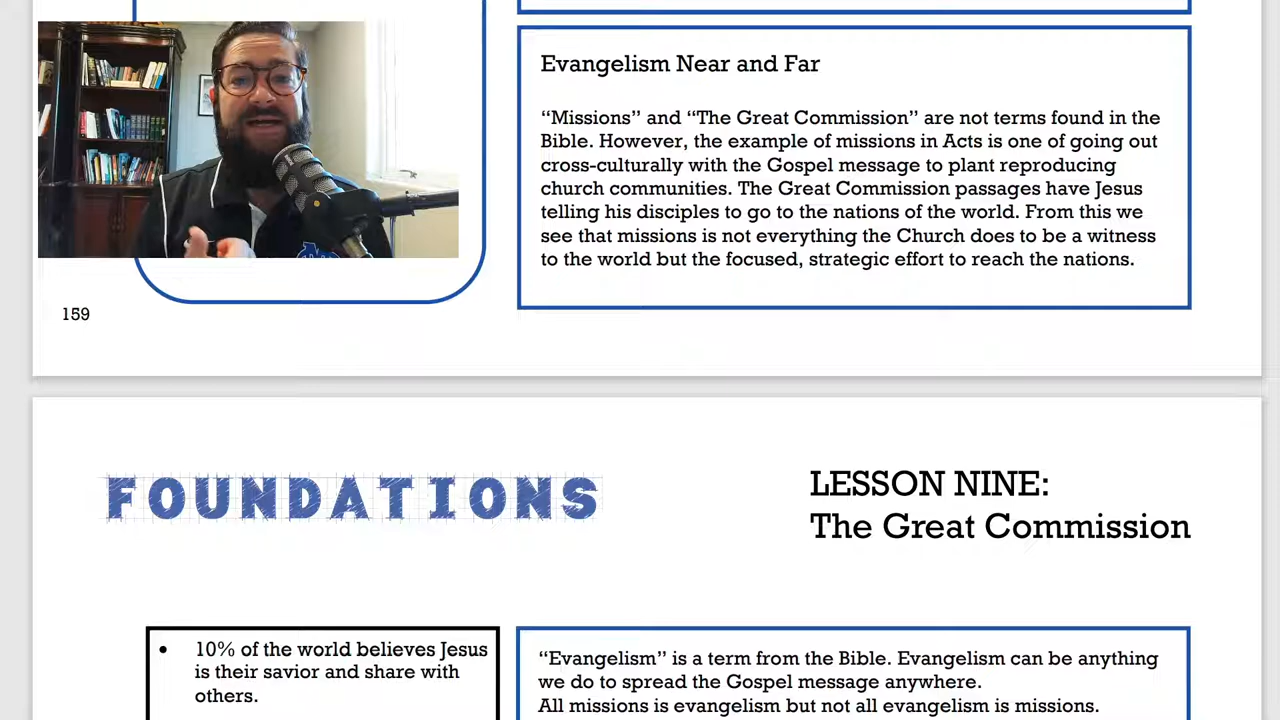 Evangelism Near and Far
“Missions” and “The Great Commission” are not terms found in the
Bible. However, the example of missions in Acts is one of going out
cross-culturally with the Gospel message to plant reproducing
church communities. The Great Commission passages have Jesus
telling his disciples to go to the nations of the world. From this we
see that missions is not everything the Church does to be a witness
to the world but the focused, strategic effort to reach the nations.
159
FOUNDATIONS
LESSON NINE:
The Great Commission
• 10% of the world believes Jesus
is their savior and share with
others.
“Evangelism” is a term from the Bible. Evangelism can be anything
we do to spread the Gospel message anywhere.
All missions is evangelism but not all evangelism is missions.